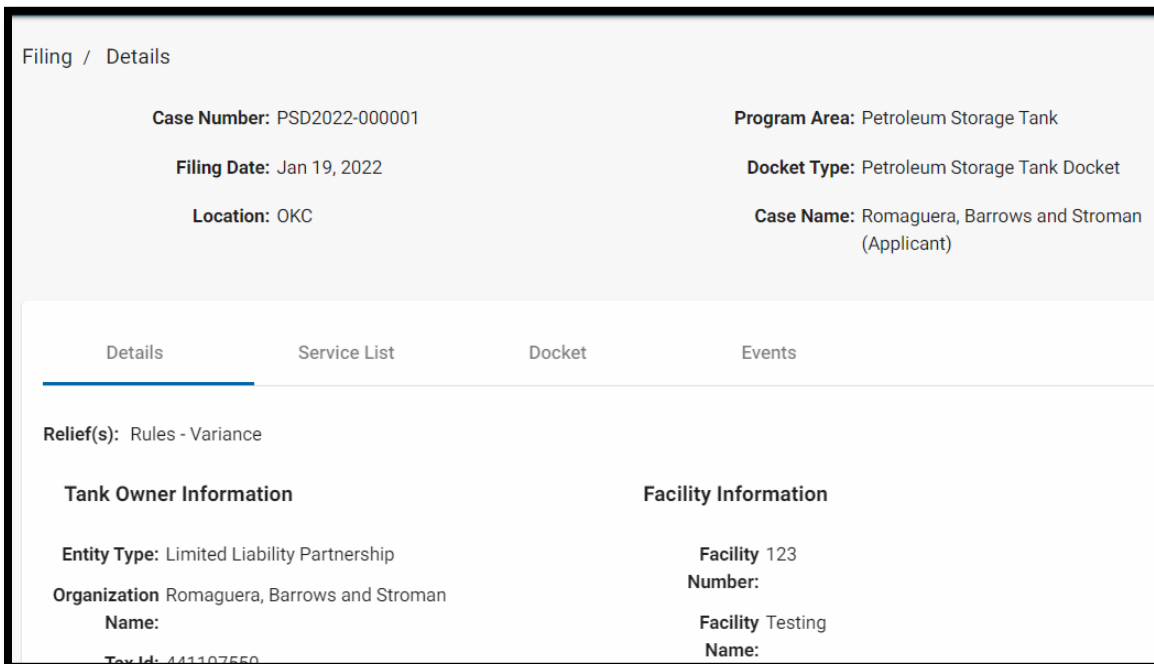 Filing / Details
Case Number: PSD2022-000001
Program Area: Petroleum Storage Tank
Filing Date: Jan 19, 2022
Docket Type: Petroleum Storage Tank Docket
Location: OKC
Case Name: Romaguera, Barrows and Stroman
(Applicant)
Details Service List Docket Events
Relief(s): Rules - Variance
Tank Owner Information
Entity Type: Limited Liability Partnership
Organization Romaguera, Barrows and Stroman
Name:
Tax Id: 441107559
Facility Information
Facility 123
Number:
Facility Testing
Name: